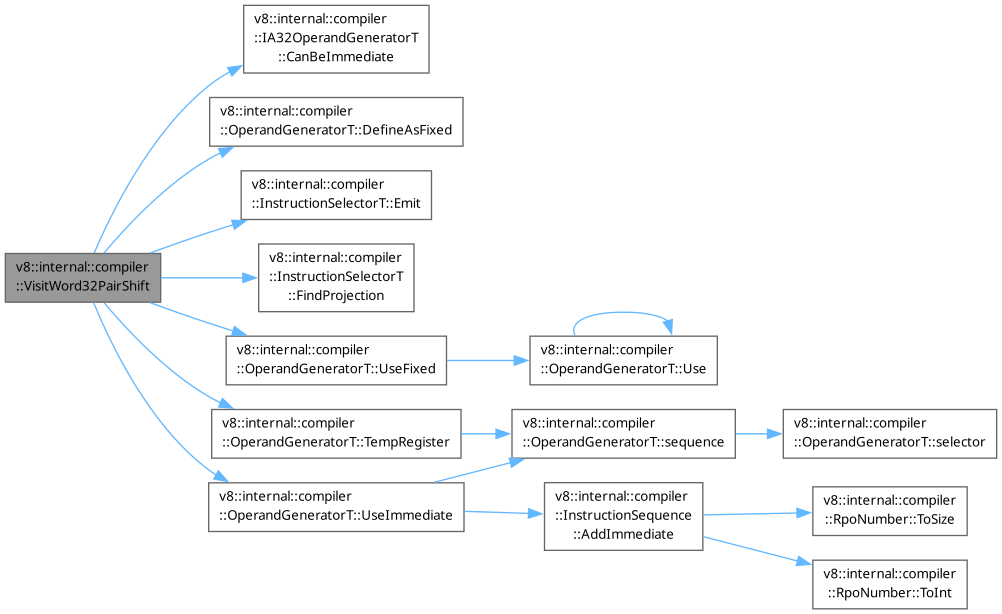 v8::internal::compiler
::IA32OperandGeneratorT
::CanBeImmediate
v8::internal::compiler
::OperandGeneratorT::DefineAsFixed
v8::internal::compiler
::InstructionSelectorT::Emit
v8::internal::compiler
::VisitWord32PairShift
v8::internal::compiler
::InstructionSelectorT
::FindProjection
v8::internal::compiler
::OperandGeneratorT::UseFixed
v8::internal::compiler
::OperandGeneratorT::Use
v8::internal::compiler
::OperandGeneratorT::TempRegister
v8::internal::compiler
::OperandGeneratorT::sequence
v8::internal::compiler
::OperandGeneratorT::selector
v8::internal::compiler
::OperandGeneratorT::UseImmediate
v8::internal::compiler
::InstructionSequence
::AddImmediate
v8::internal::compiler
::RpoNumber::ToSize
v8::internal::compiler
::RpoNumber::ToInt